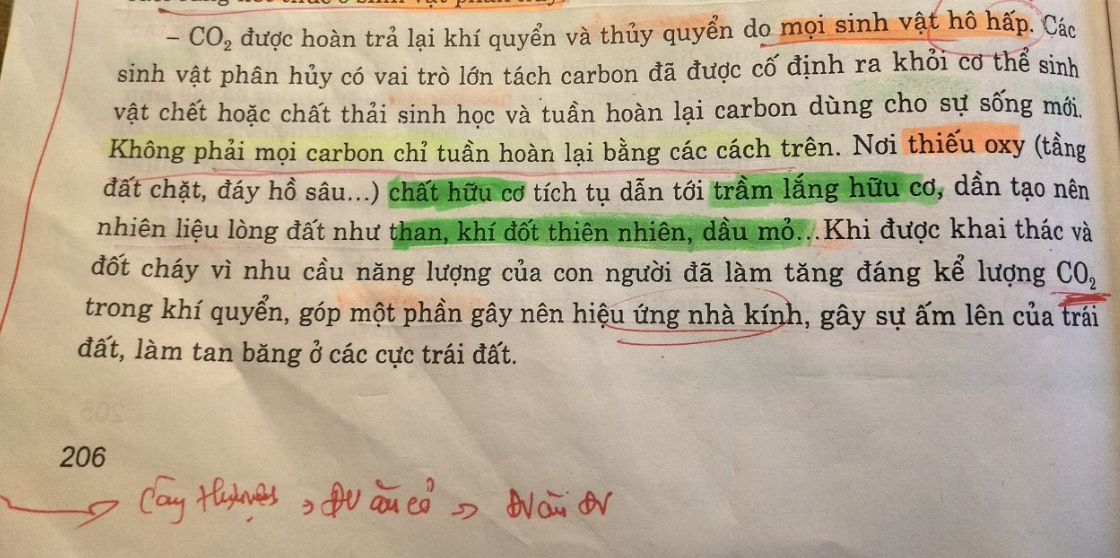 – CO₂ được hoàn trả lại khí quyển và thủy quyển do mọi sinh vật hô hấp. Các
sinh vật phân hủy có vai trò lớn tách carbon đã được cố định ra khỏi cơ thể sinh
vật chết hoặc chất thải sinh học và tuần hoàn lại carbon dùng cho sự sống mới.
Không phải mọi carbon chỉ tuần hoàn lại bằng các cách trên. Nơi thiếu oxy (tầng
đất chặt, đáy hồ sâu...) chất hữu cơ tích tụ dẫn tới trầm lắng hữu cơ, dần tạo nên
nhiên liệu lòng đất như than, khí đốt thiên nhiên, dầu mỏ...Khi được khai thác và
đốt cháy vì nhu cầu năng lượng của con người đã làm tăng đáng kể lượng CO₂
trong khí quyển, góp một phần gây nên hiệu ứng nhà kính, gây sự ấm lên của trái
đất, làm tan băng ở các cực trái đất.
206
→ Cây → ĐV ăn cỏ → ĐV ăn ĐV